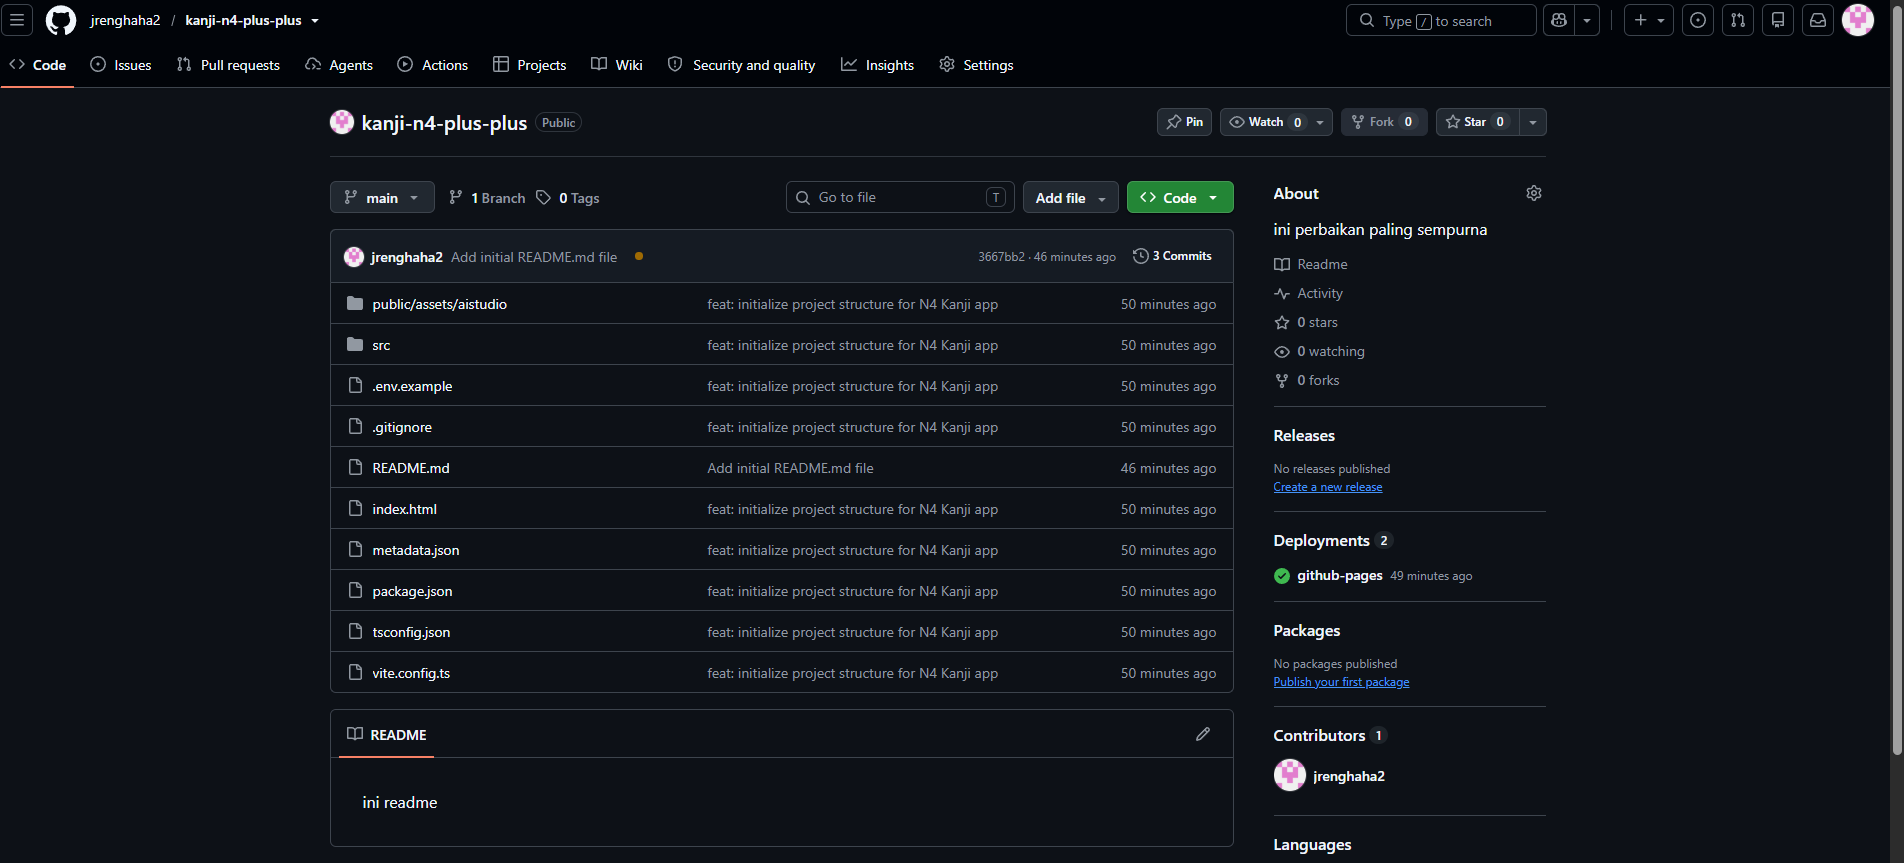 jrenghaha2 / kanji-n4-plus-plus
Type / to search
Code Issues Pull requests Agents Actions Projects Wiki Security and quality Insights Settings
kanji-n4-plus-plus Public
Pin Watch 0 Fork 0 Star 0
main 1 Branch 0 Tags Go to file T Add file Code
jrenghaha2 Add initial README.md file 3667bb2 · 46 minutes ago 3 Commits
public/assets/aistudio feat: initialize project structure for N4 Kanji app 50 minutes ago
src feat: initialize project structure for N4 Kanji app 50 minutes ago
.env.example feat: initialize project structure for N4 Kanji app 50 minutes ago
.gitignore feat: initialize project structure for N4 Kanji app 50 minutes ago
README.md Add initial README.md file 46 minutes ago
index.html feat: initialize project structure for N4 Kanji app 50 minutes ago
metadata.json feat: initialize project structure for N4 Kanji app 50 minutes ago
package.json feat: initialize project structure for N4 Kanji app 50 minutes ago
tsconfig.json feat: initialize project structure for N4 Kanji app 50 minutes ago
vite.config.ts feat: initialize project structure for N4 Kanji app 50 minutes ago
README
ini readme
About
ini perbaikan paling sempurna
Readme
Activity
0 stars
0 watching
0 forks
Releases
No releases published
Create a new release
Deployments 2
github-pages 49 minutes ago
Packages
No packages published
Publish your first package
Contributors 1
jrenghaha2
Languages